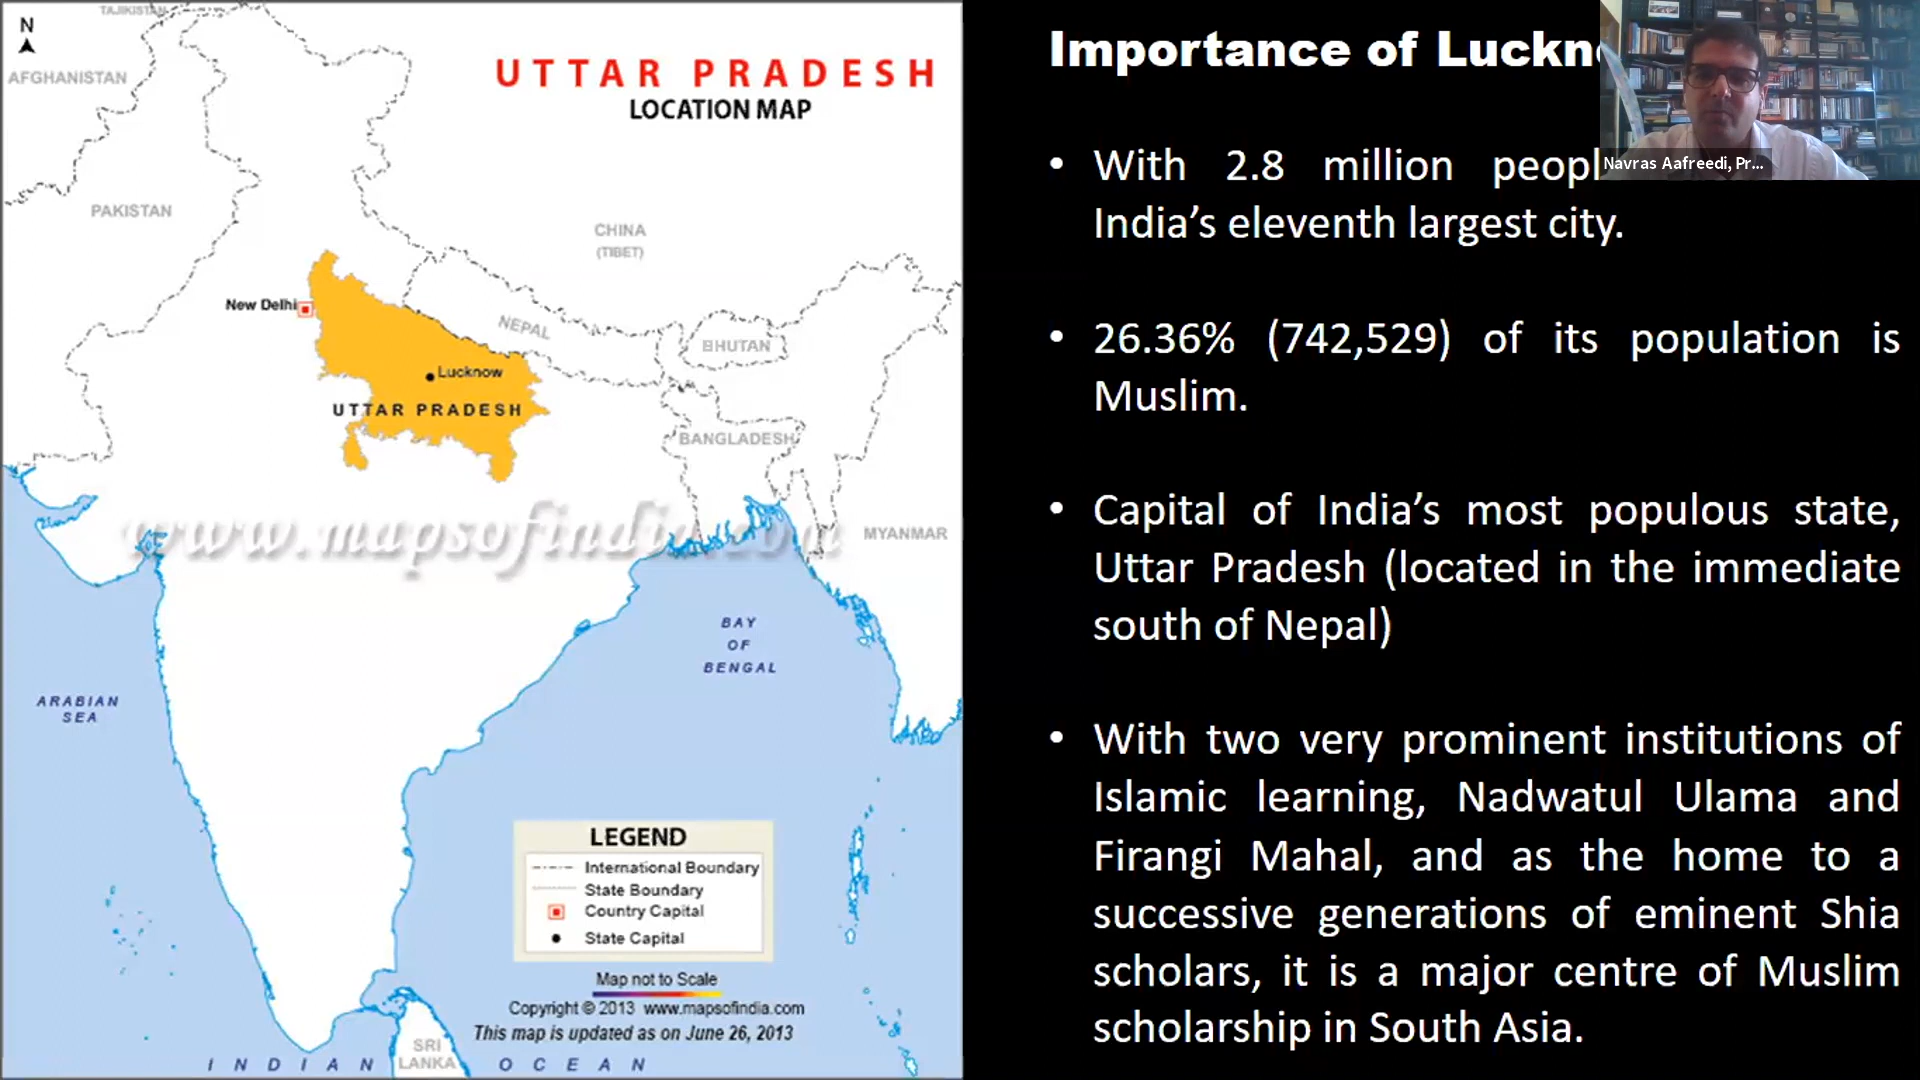 TAJIKISTAN
N
AFGHANISTAN
UTTAR PRADESH
LOCATION MAP
PAKISTAN
CHINA
(TIBET)
New Delhi
NEPAL
BHUTAN
Lucknow
UTTAR PRADESH
BANGLADESH
www.mapsofindia.com
MYANMAR
BAY
OF
BENGAL
ARABIAN
SEA
LEGEND
International Boundary
State Boundary
Country Capital
State Capital
Map not to Scale
Copyright © 2013 www.mapsofindia.com
This map is updated as on June 26, 2013
SRI
LANKA
INDIAN OCEAN
Importance of
• With 2.8 million
India’s eleventh largest city.
• 26.36% (742,529) of its population is
Muslim.
• Capital of India’s most populous state,
Uttar Pradesh (located in the immediate
south of Nepal)
• With two very prominent institutions of
Islamic learning, Nadwatul Ulama and
Firangi Mahal, and as the home to a
successive generations of eminent Shia
scholars, it is a major centre of Muslim
scholarship in South Asia.
Navras Aafreedi, Pr...